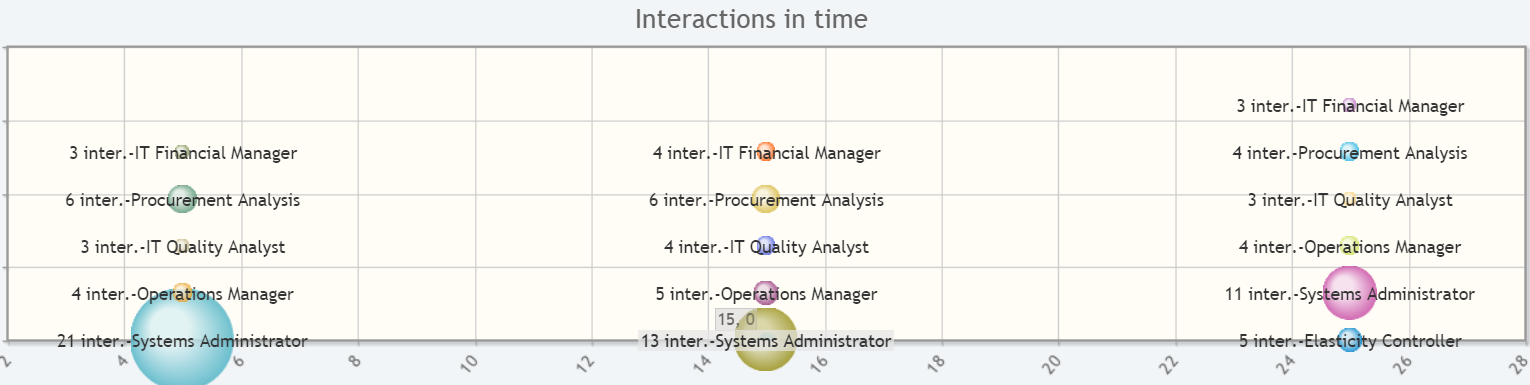 Interactions in time
3 inter.-IT Financial Manager
3 inter.-IT Financial Manager
4 inter.-IT Financial Manager
4 inter.-Procurement Analysis
6 inter.-Procurement Analysis
6 inter.-Procurement Analysis
3 inter.-IT Quality Analyst
3 inter.-IT Quality Analyst
4 inter.-IT Quality Analyst
4 inter.-Operations Manager
4 inter.-Operations Manager
5 inter.-Operations Manager
11 inter.-Systems Administrator
15, 0
21 inter.-Systems Administrator
13 inter.-Systems Administrator
5 inter.-Elasticity Controller
2 4 6 8 10 12 14 16 18 20 22 24 26 28